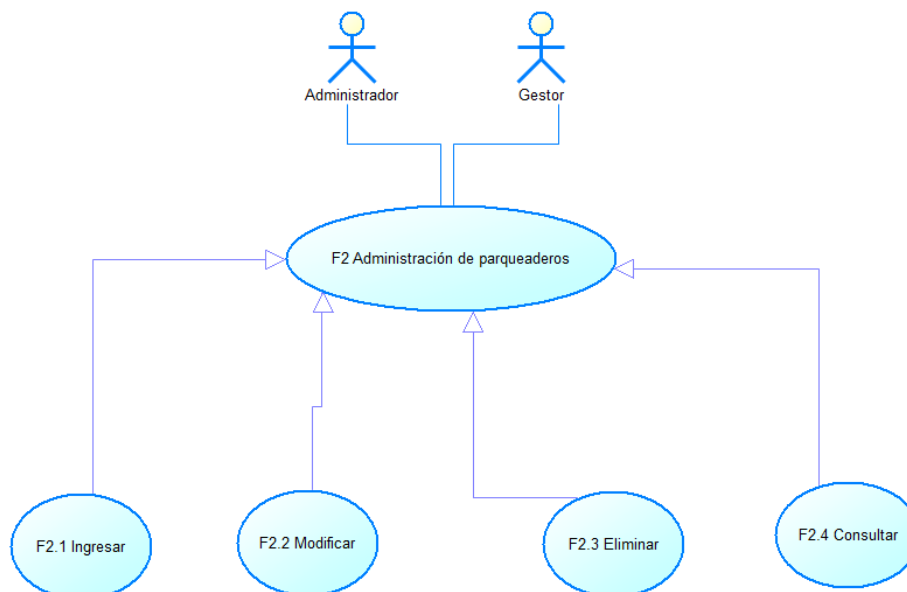 Administrador
Gestor
F2 Administración de parqueaderos
F2.1 Ingresar
F2.2 Modificar
F2.3 Eliminar
F2.4 Consultar